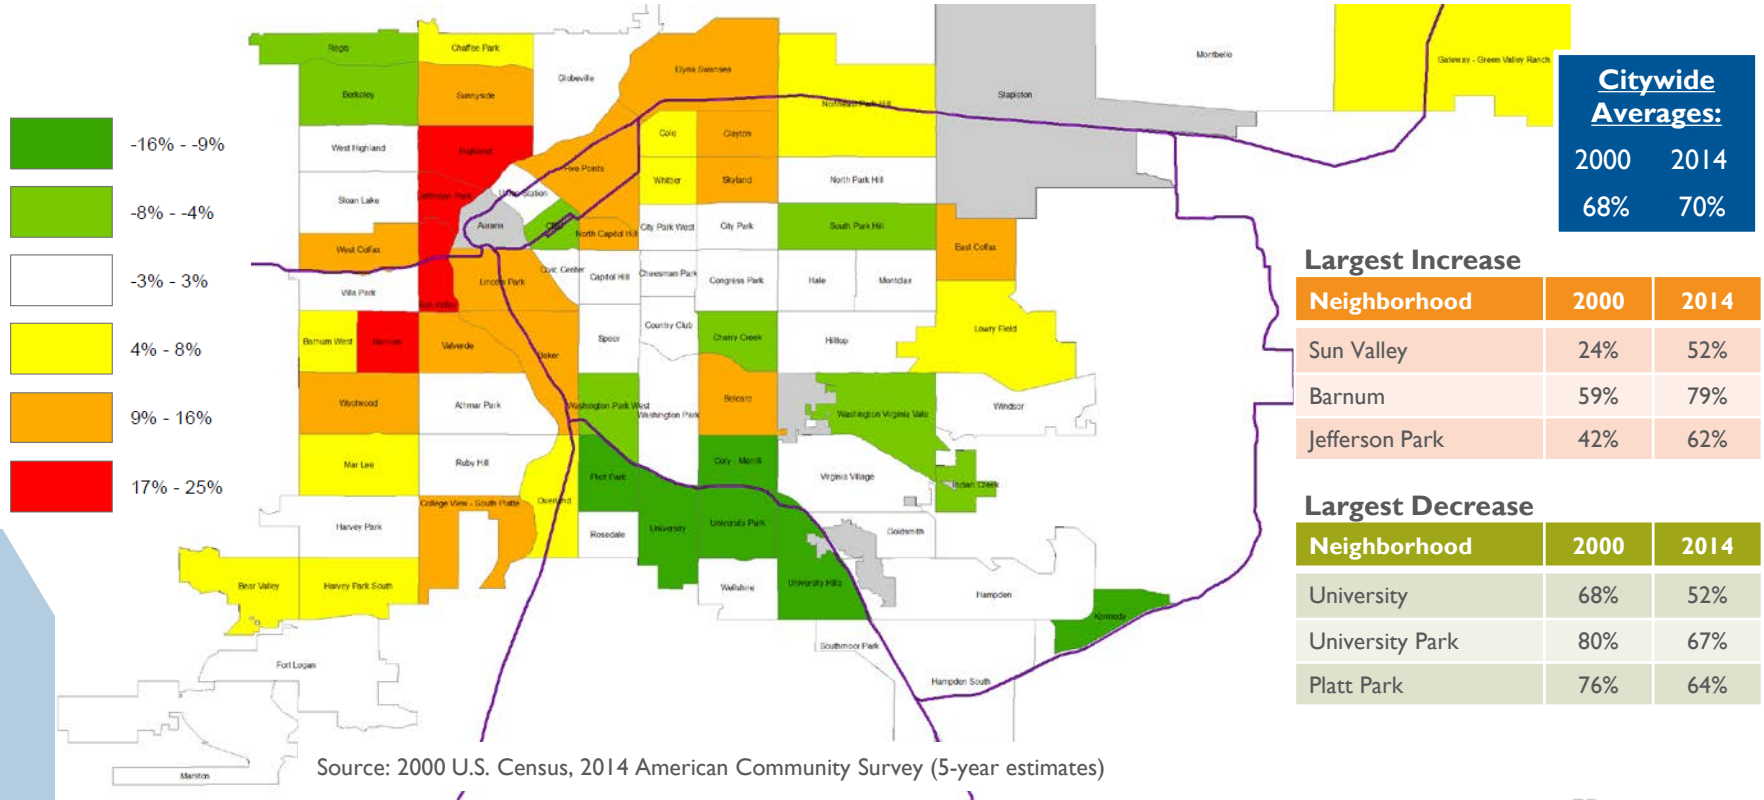 -16% - -9%
-8% - -4%
-3% - 3%
4% - 8%
9% - 16%
17% - 25%
Regis
Chaffee Park
Globeville
Elyria Swansea
Montbello
Gateway - Green Valley Ranch
Berkeley
Sunnyside
Northeast Park Hill
Stapleton
West Highland
Highland
Cole
Clayton
Five Points
Sloan Lake
Jefferson Park
Union Station
Whittier
Skyland
North Park Hill
Auraria
CBD
North Capitol Hill
City Park West
City Park
South Park Hill
East Colfax
West Colfax
Lincoln Park
Civic Center
Capitol Hill
Cheesman Park
Congress Park
Hale
Montclair
Villa Park
Sun Valley
Barnum West
Barnum
Valverde
Baker
Speer
Country Club
Cherry Creek
Hilltop
Lowry Field
Westwood
Athmar Park
Washington Park West
Washington Park
Belcaro
Washington Virginia Vale
Windsor
Mar Lee
Ruby Hill
Platt Park
Cory - Merrill
Virginia Village
Indian Creek
College View - South Platte
Overland
Harvey Park
Rosedale
University
University Park
Goldsmith
Bear Valley
Harvey Park South
Wellshire
University Hills
Hampden
Kennedy
Fort Logan
Southmoor Park
Hampden South
Marston
Citywide
Averages:
2000 2014
68% 70%
Largest Increase
Neighborhood 2000 2014
Sun Valley 24% 52%
Barnum 59% 79%
Jefferson Park 42% 62%
Largest Decrease
Neighborhood 2000 2014
University 68% 52%
University Park 80% 67%
Platt Park 76% 64%
Source: 2000 U.S. Census, 2014 American Community Survey (5-year estimates)